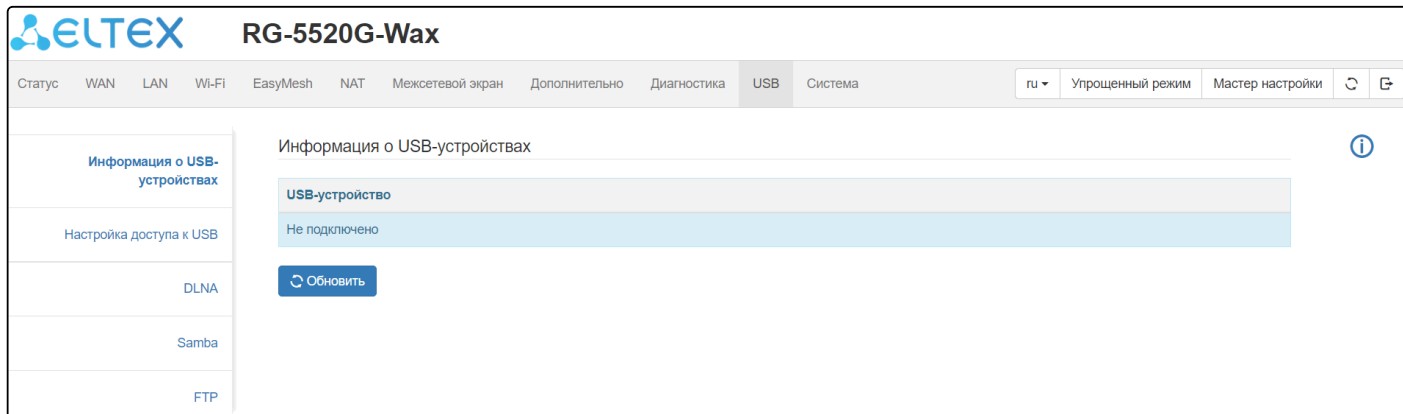 ELTEX RG-5520G-Wax
Статус WAN LAN Wi-Fi EasyMesh NAT Межсетевой экран Дополнительно Диагностика USB Система ru Упрощенный режим Мастер настройки
Информация о USB-
устройствах
Настройка доступа к USB
DLNA
Samba
FTP
Информация о USB-устройствах
USB-устройство
Не подключено
Обновить